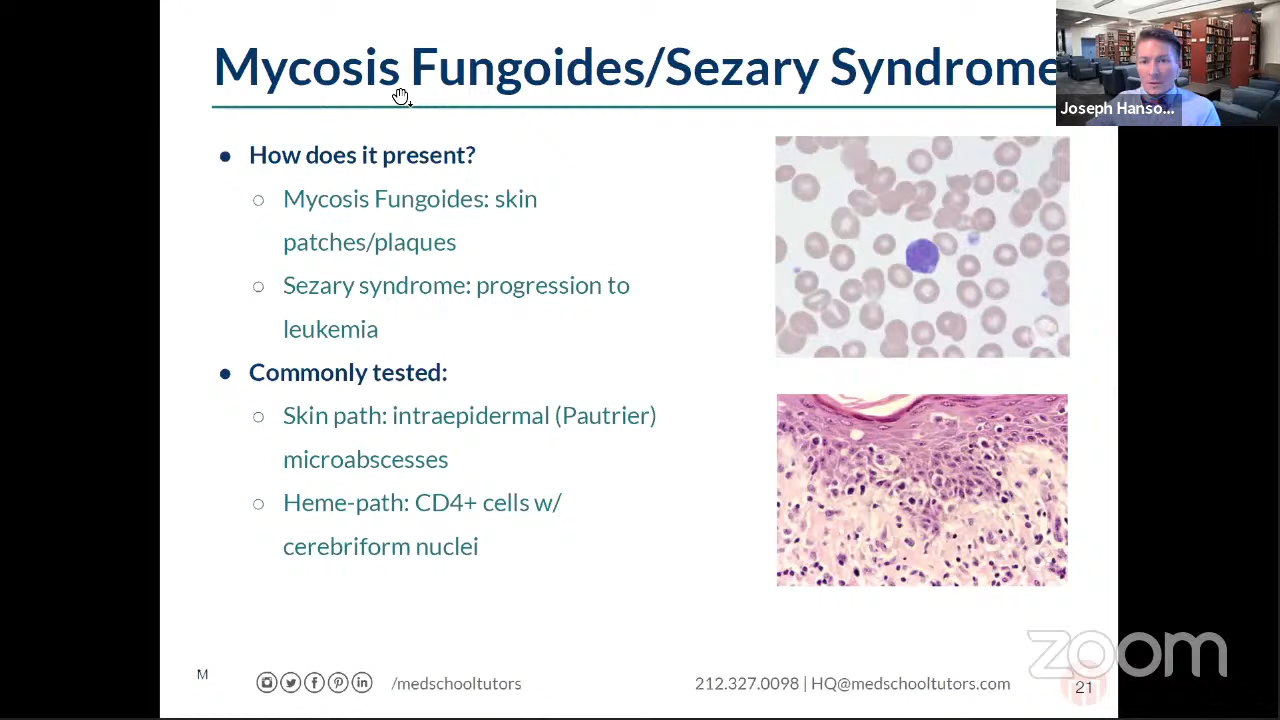 Mycosis Fungoides/Sezary Syndrome
Joseph Hanso...
How does it present?
Mycosis Fungoides: skin
patches/plaques
Sezary syndrome: progression to
leukemia
Commonly tested:
Skin path: intraepidermal (Pautrier)
microabscesses
Heme-path: CD4+ cells w/
cerebriform nuclei
M
/medschooltutors
212.327.0098 | HQ@medschooltutors.com
zoom
21